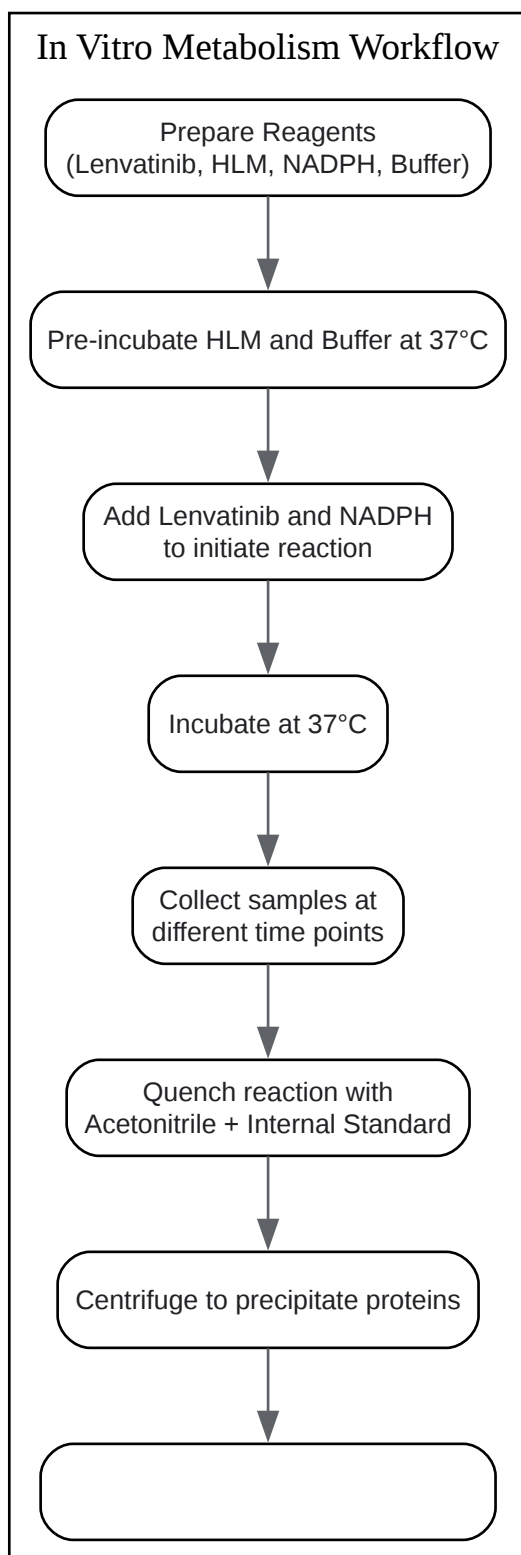 In Vitro Metabolism Workflow
Prepare Reagents
(Lenvatinib, HLM, NADPH, Buffer)
Pre-incubate HLM and Buffer at 37°C
Add Lenvatinib and NADPH
to initiate reaction
Incubate at 37°C
Collect samples at
different time points
Quench reaction with
Acetonitrile + Internal Standard
Centrifuge to precipitate proteins